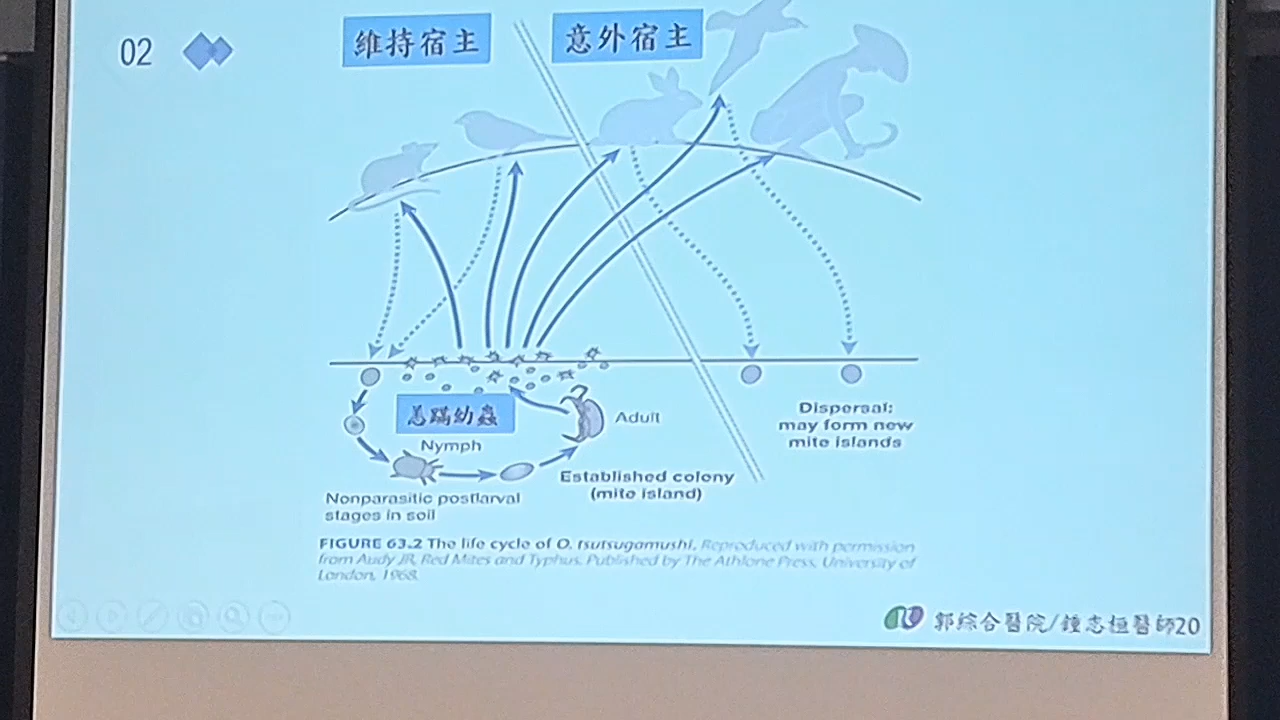 02
維持宿主
意外宿主
恙蟎幼蟲
Nymph
Adult
Nonparasitic postlarval
stages in soil
Established colony
(mite island)
Dispersal:
may form new
mite islands
FIGURE 63.2 The life cycle of O. tsutsugamushi. Reproduced with permission
from Audy JR, Red Mites and Typhus. Published by The Athlone Press, University of
London, 1968.
郭綜合醫院/鍾志桓醫師20